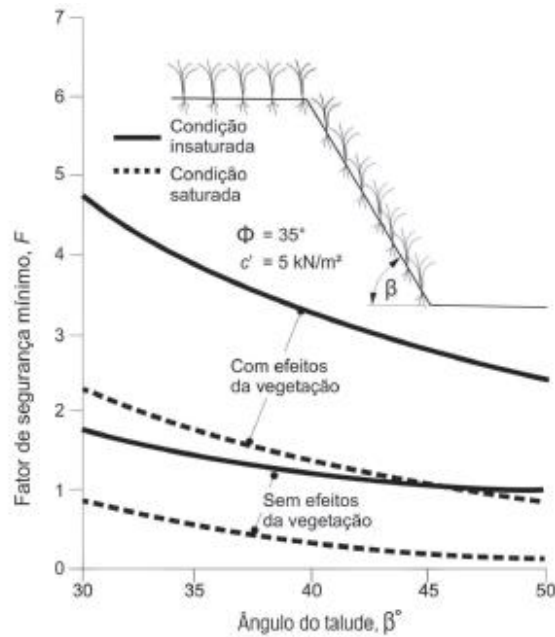 7
6
5
4
3
2
1
0
Fator de segurança mínimo, F
Condição
insaturada
Condição
saturada
Φ = 35°
c' = 5 kN/m²
β
Com efeitos
da vegetação
Sem efeitos
da vegetação
30 35 40 45 50
Ângulo do talude, β°